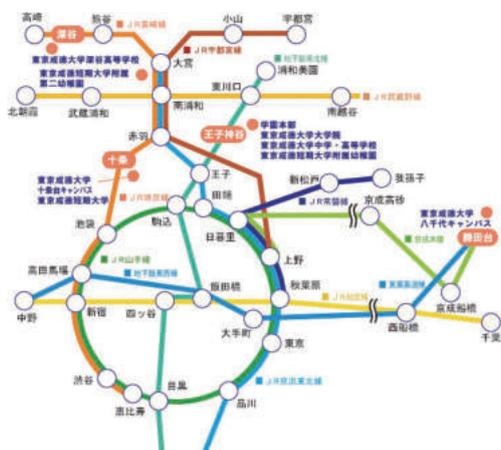 高崎
熊谷
■JR高崎線
小山
宇都宮
深谷
■JR宇都宮線
東京成徳大学深谷高等学校
大宮
■地下鉄南北線
東京成徳短期大学附属
第二幼稚園
東川口
浦和美園
■JR武蔵野線
北朝霞
武蔵浦和
南浦和
南越谷
赤羽
王子神谷
学園本部
東京成徳大学大学院
東京成徳大学中学・高等学校
東京成徳短期大学附属幼稚園
十条
王子
新松戸
我孫子
東京成徳大学
十条台キャンパス
東京成徳短期大学
■JR埼京線
田端
■JR常磐線
駒込
京成高砂
東京成徳大学
八千代キャンパス
池袋
日暮里
■京成本線
勝田台
上野
■JR山手線
高田馬場
■地下鉄東西線
■東葉高速線
飯田橋
秋葉原
京成船橋
中野
新宿
四ッ谷
■JR総武線
大手町
西船橋
千葉
東京
渋谷
目黒
■JR京浜東北線
恵比寿
品川